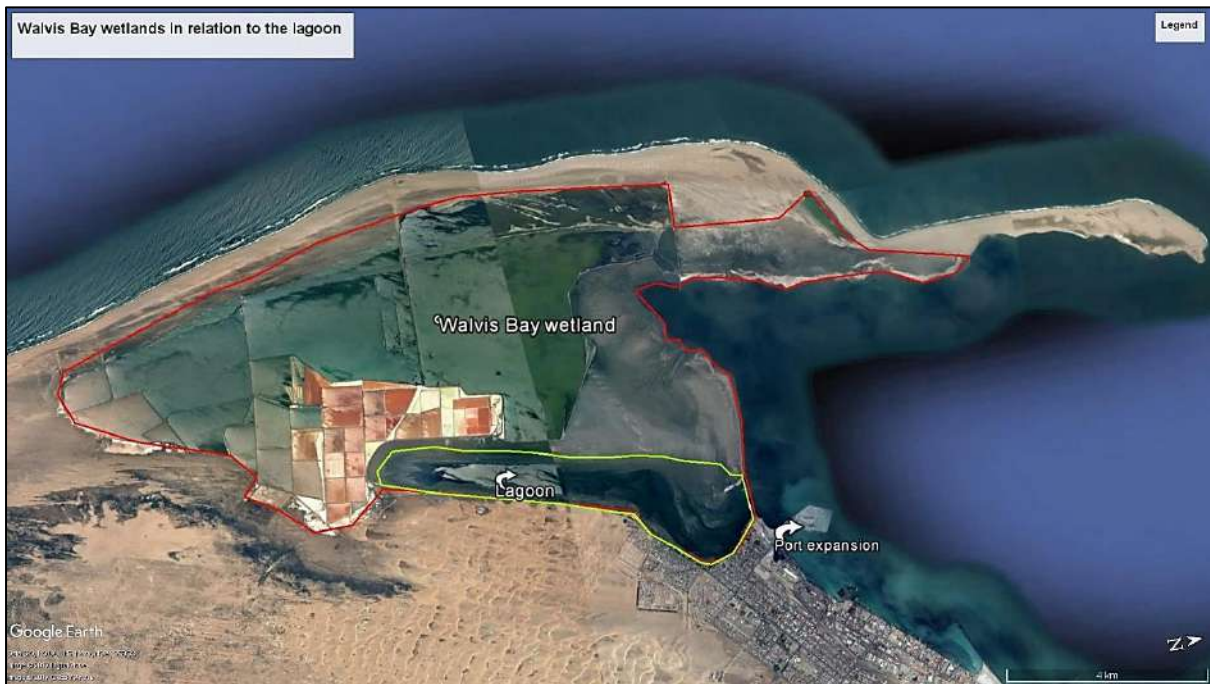 Walvis Bay wetlands in relation to the lagoon
Legend
Walvis Bay wetland
Lagoon
Port expansion
Google Earth
N
4 km